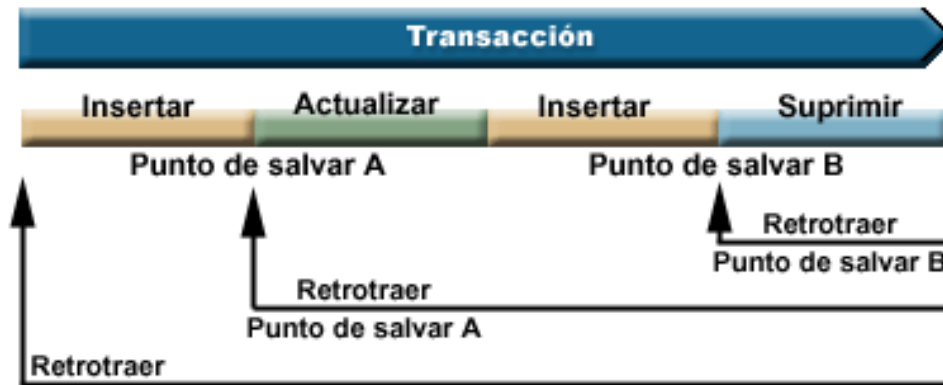 Transacción
Insertar Actualizar Insertar Suprimir
Punto de salvar A Punto de salvar B
Retrotraer
Punto de salvar B
Retrotraer
Punto de salvar A
Retrotraer